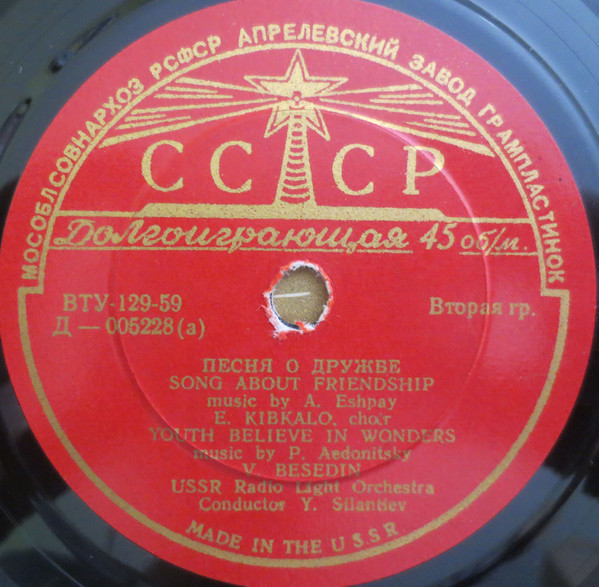 МОСОБЛСОВНАРХОЗ РСФСР АПРЕЛЕВСКИЙ ЗАВОД ГРАМПЛАСТИНОК
СССР
Долгоиграющая 45 об/м.
ВТУ-129-59
Д — 005228 (а)
Вторая гр.
ПЕСНЯ О ДРУЖБЕ
SONG ABOUT FRIENDSHIP
music by A. Eshpay
E. KIBKALO, choir
YOUTH BELIEVE IN WONDERS
music by P. Aedonitsky
V. BESEDIN
USSR Radio Light Orchestra
Conductor Y. Silantiev
MADE IN THE USSR